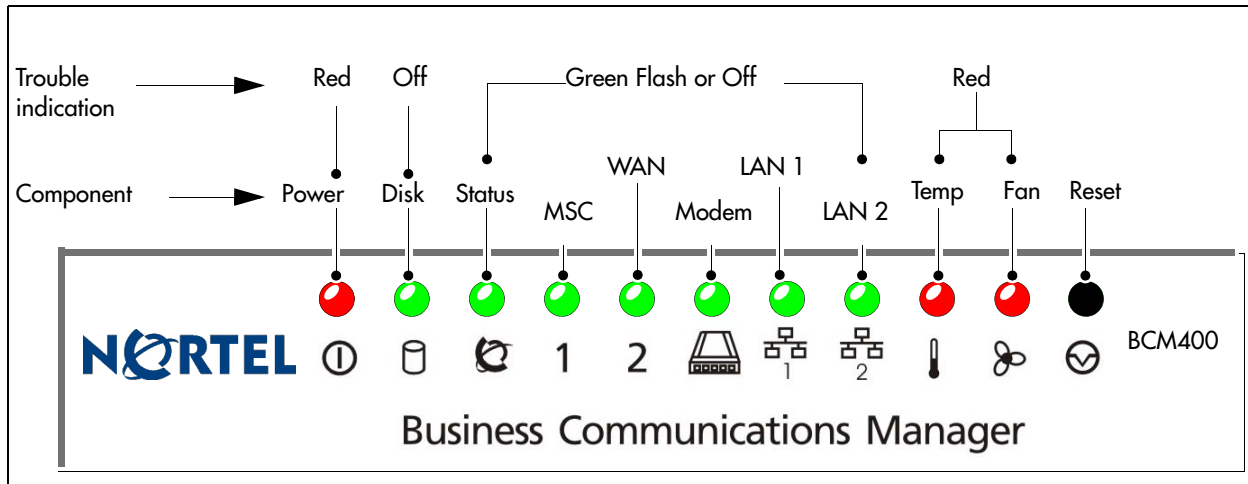 Trouble indication
Red
Off
Green Flash or Off
Red
Component
Power
Disk
Status
MSC
WAN
Modem
LAN 1
LAN 2
Temp
Fan
Reset
1
2
1
2
NORTEL
BCM400
Business Communications Manager